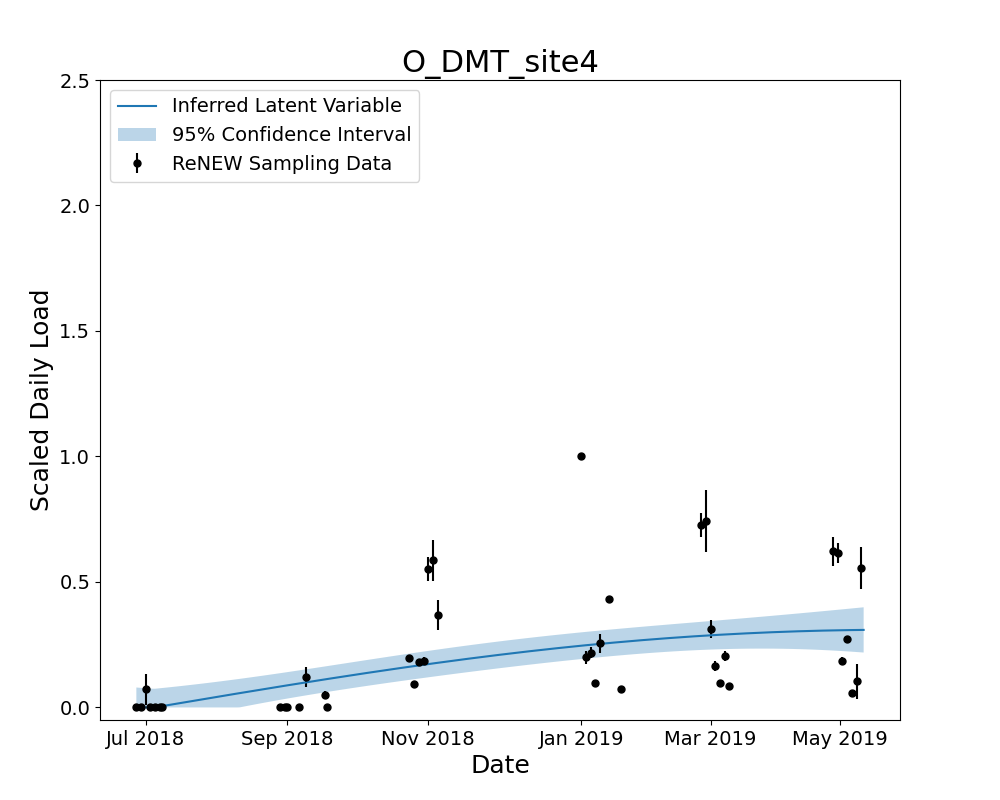 O_DMT_site4
2.5
2.0
1.5
1.0
0.5
0.0
Scaled Daily Load
Inferred Latent Variable
95% Confidence Interval
ReNEW Sampling Data
Jul 2018
Sep 2018
Nov 2018
Jan 2019
Mar 2019
May 2019
Date